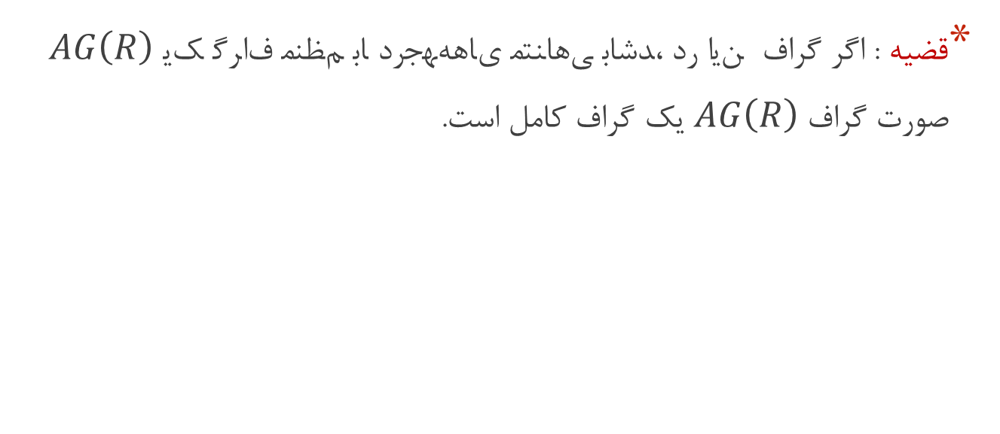 *قضیه : اگر گراف AG(R) یک گراف منظم با درجه‌های متناهی باشد، در این
صورت گراف AG(R) یک گراف کامل است.